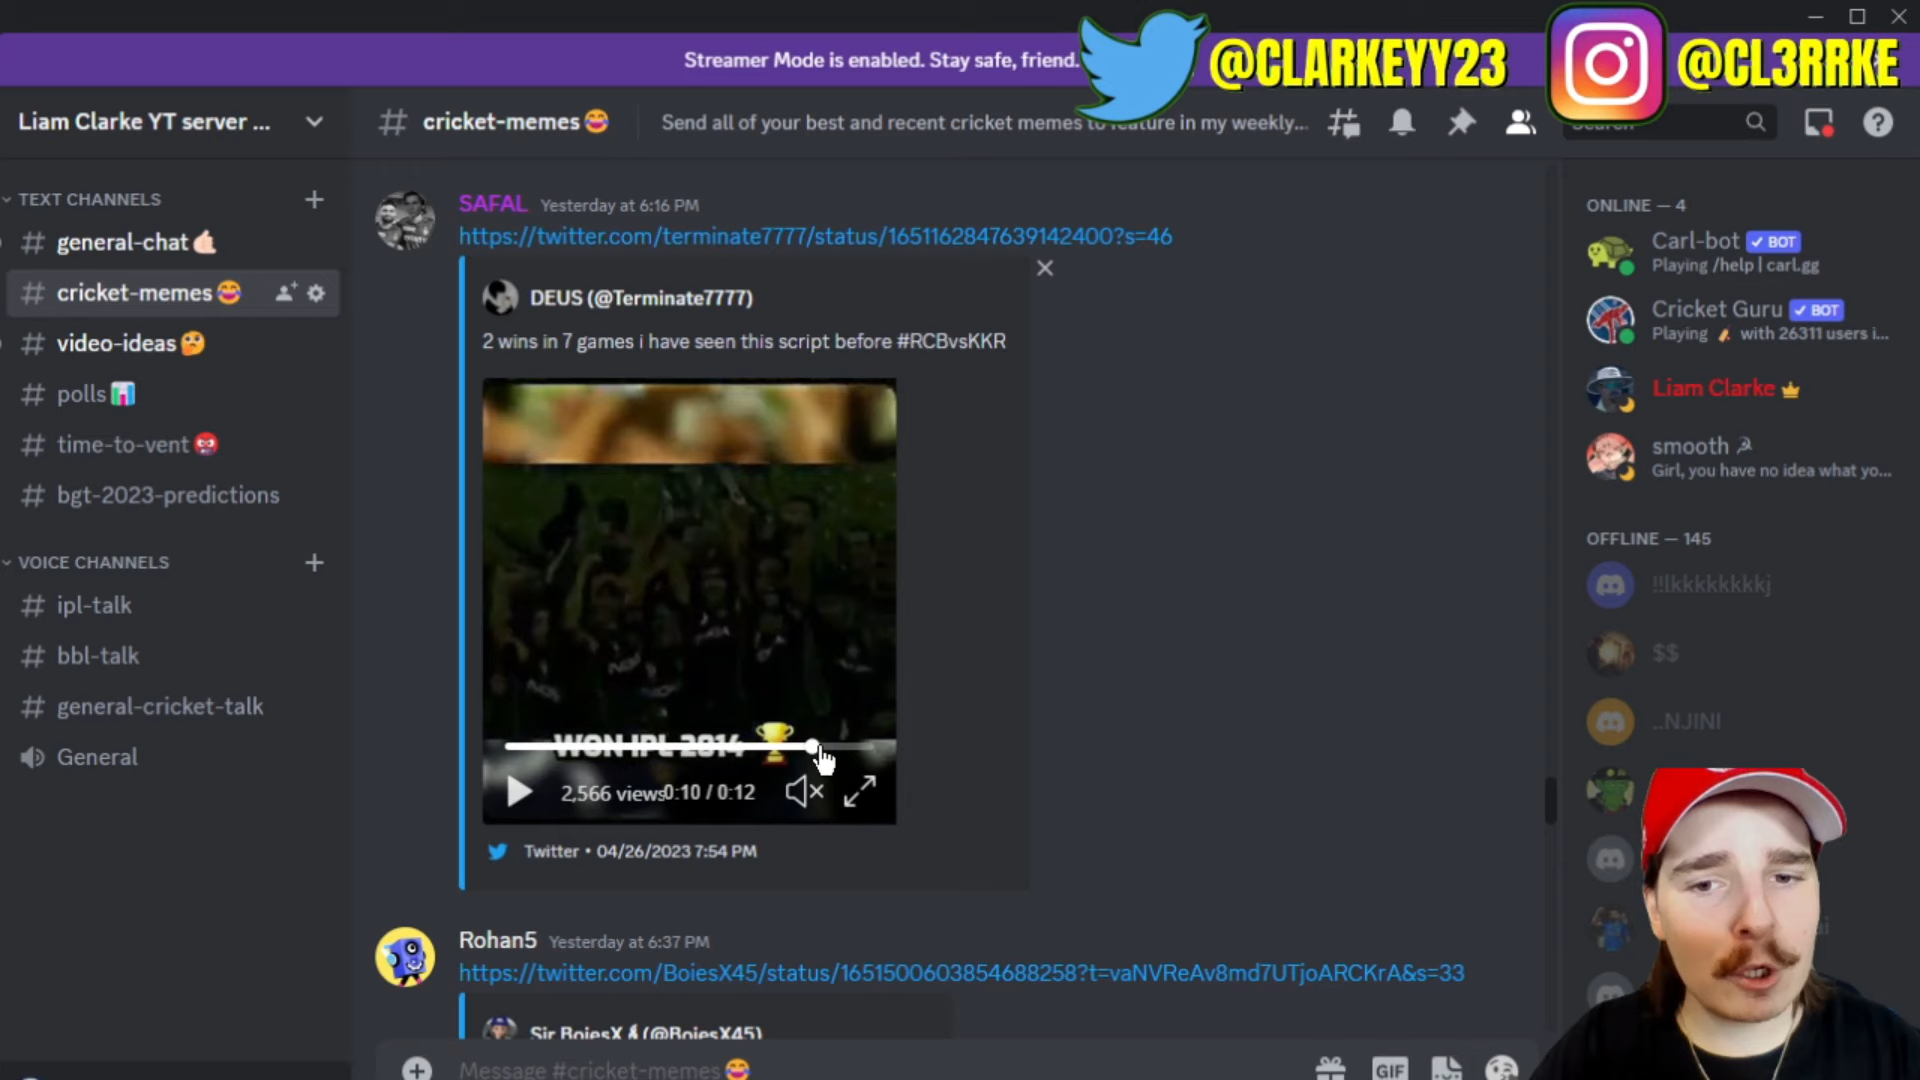 Streamer Mode is enabled. Stay safe, friend.
@CLARKEYY23
@CL3RRKE
Liam Clarke YT server ...
cricket-memes😂
Send all of your best and recent cricket memes to feature in my weekly...
Search
TEXT CHANNELS
general-chat🤙🏻
cricket-memes😂
video-ideas🤔
polls📊
time-to-vent👹
bgt-2023-predictions
VOICE CHANNELS
ipl-talk
bbl-talk
general-cricket-talk
General
SAFAL Yesterday at 6:16 PM
https://twitter.com/terminate7777/status/1651162847639142400?s=46
DEUS (@Terminate7777)
2 wins in 7 games i have seen this script before #RCBvsKKR
WON IPL 2014 🏆
2,566 views 0:10 / 0:12
Twitter • 04/26/2023 7:54 PM
Rohan5 Yesterday at 6:37 PM
https://twitter.com/BoiesX45/status/1651500603854688258?t=vaNVReAv8md7UTjoARCKrA&s=33
Sir BoiesX (@BoiesX45)
Message #cricket-memes😂
GIF
ONLINE — 4
Carl-bot ✓ BOT
Playing /help | carl.gg
Cricket Guru ✓ BOT
Playing 🏏 with 26311 users i...
Liam Clarke
smooth ☭
Girl, you have no idea what yo...
OFFLINE — 145
!!lkkkkkkkj
$$
..NJINI